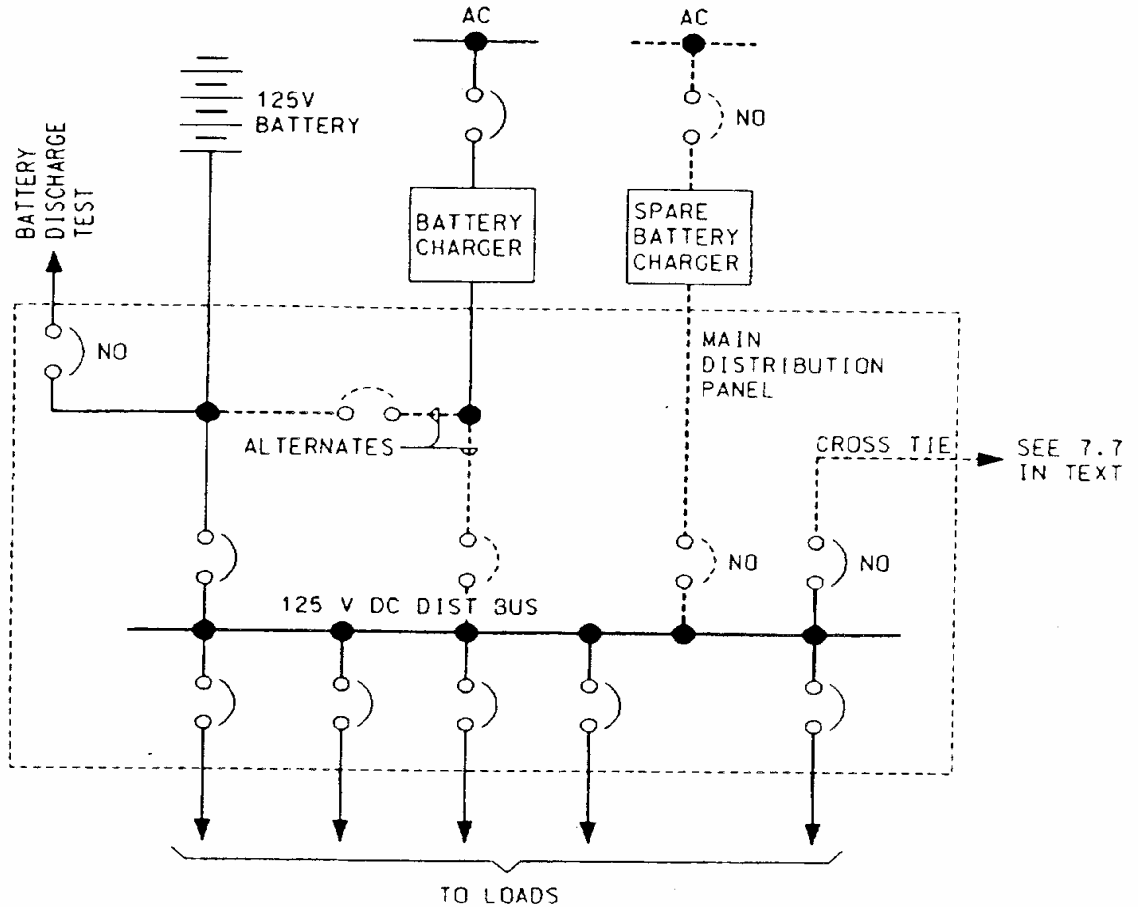 AC
AC
125V
BATTERY
NO
BATTERY
DISCHARGE
TEST
BATTERY
CHARGER
SPARE
BATTERY
CHARGER
NO
MAIN
DISTRIBUTION
PANEL
ALTERNATES
CROSS TIE
SEE 7.7
IN TEXT
NO
NO
125 V DC DIST BUS
TO LOADS